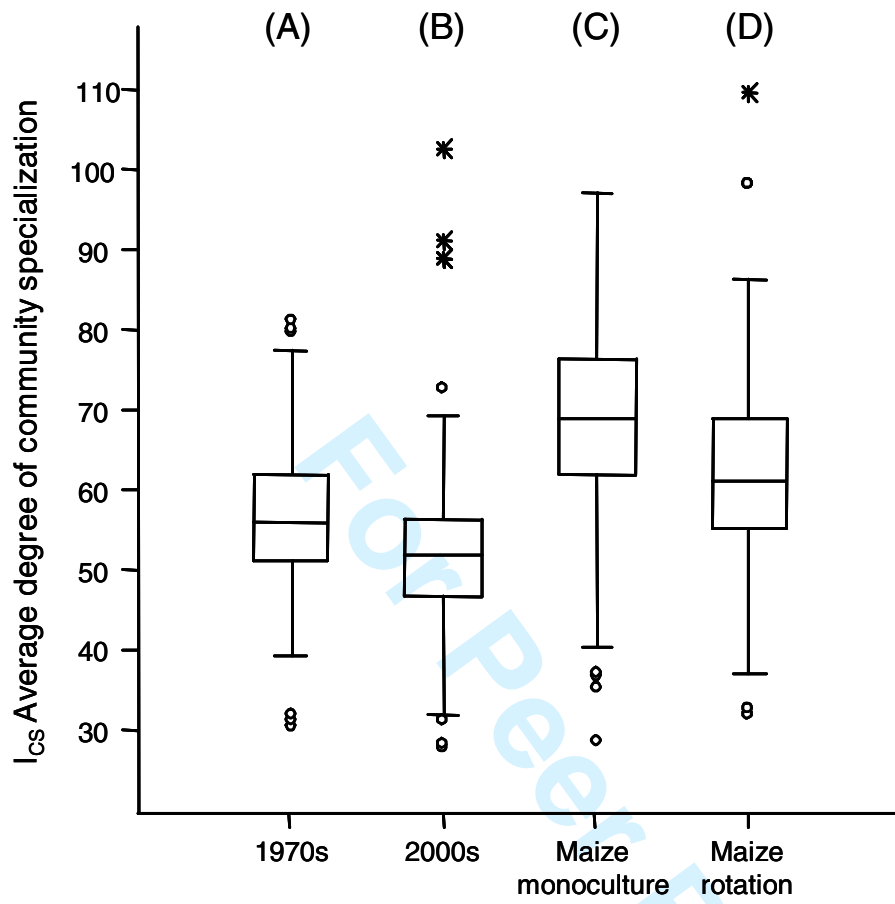 (A) (B) (C) (D)
I_CS Average degree of community specialization
110
100
90
80
70
60
50
40
30
1970s 2000s Maize Maize
monoculture rotation
For Peer